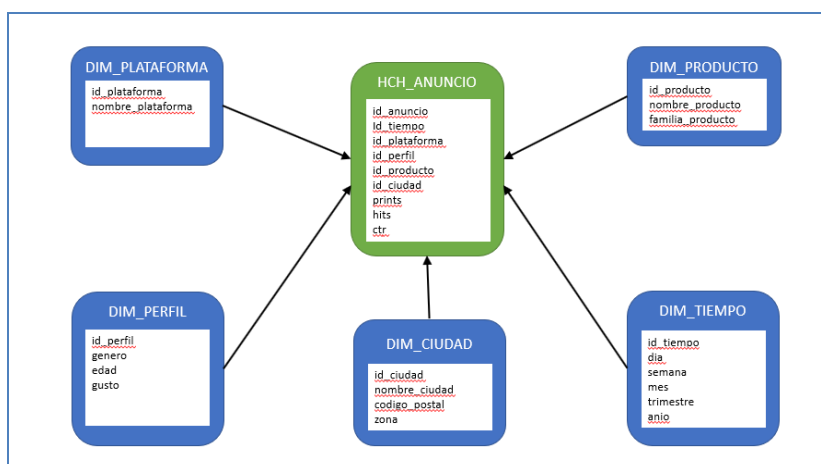 DIM_PLATAFORMA
id_plataforma
nombre_plataforma
HCH_ANUNCIO
id_anuncio
Id_tiempo
id_plataforma
id_perfil
id_producto
id_ciudad
prints
hits
ctr
DIM_PRODUCTO
id_producto
nombre_producto
familia_producto
DIM_PERFIL
id_perfil
genero
edad
gusto
DIM_CIUDAD
id_ciudad
nombre_ciudad
codigo_postal
zona
DIM_TIEMPO
id_tiempo
dia
semana
mes
trimestre
anio